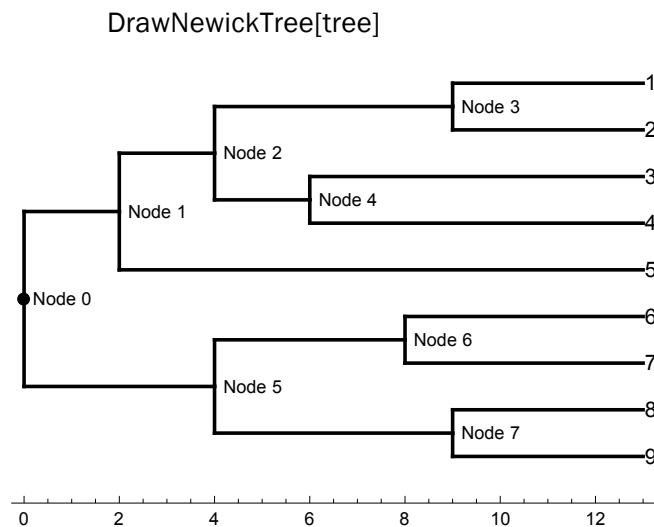 DrawNewickTree[tree]
1
Node 3
2
Node 2
3
Node 4
4
Node 1
5
Node 0
6
Node 6
7
Node 5
8
Node 7
9
0 2 4 6 8 10 12